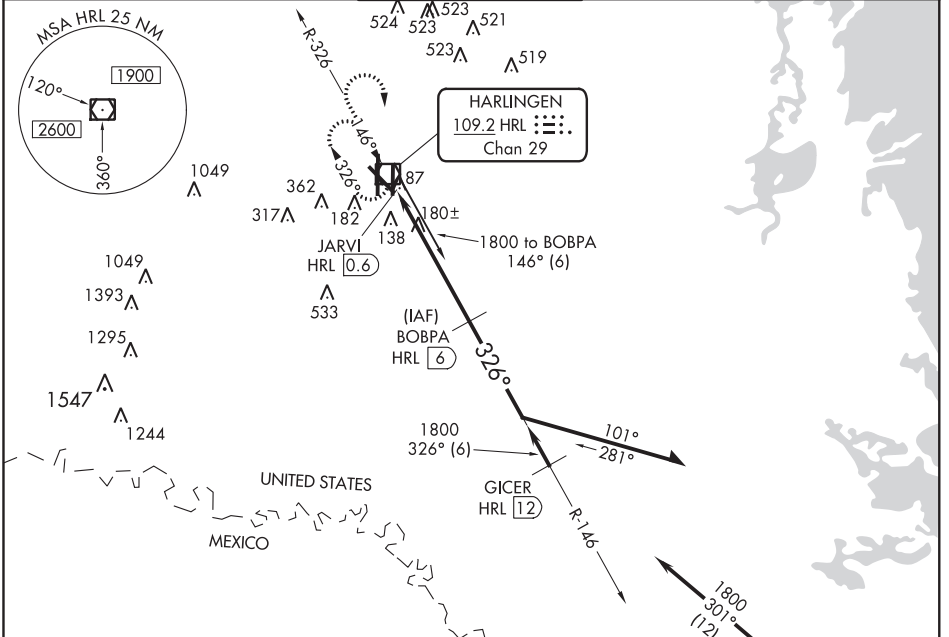 MSA HRL 25 NM
120°
1900
2600
360°
R-326
524
523
523
521
523
519
HARLINGEN
109.2 HRL
Chan 29
146°
326°
87
1049
362
317
182
138
180±
JARVI
HRL 0.6
1800 to BOBPA
146° (6)
1049
1393
533
1295
1547
1244
(IAF)
BOBPA
HRL 6
326°
1800
326° (6)
101°
281°
GICER
HRL 12
R-146
UNITED STATES
MEXICO
1800
301°
(12)